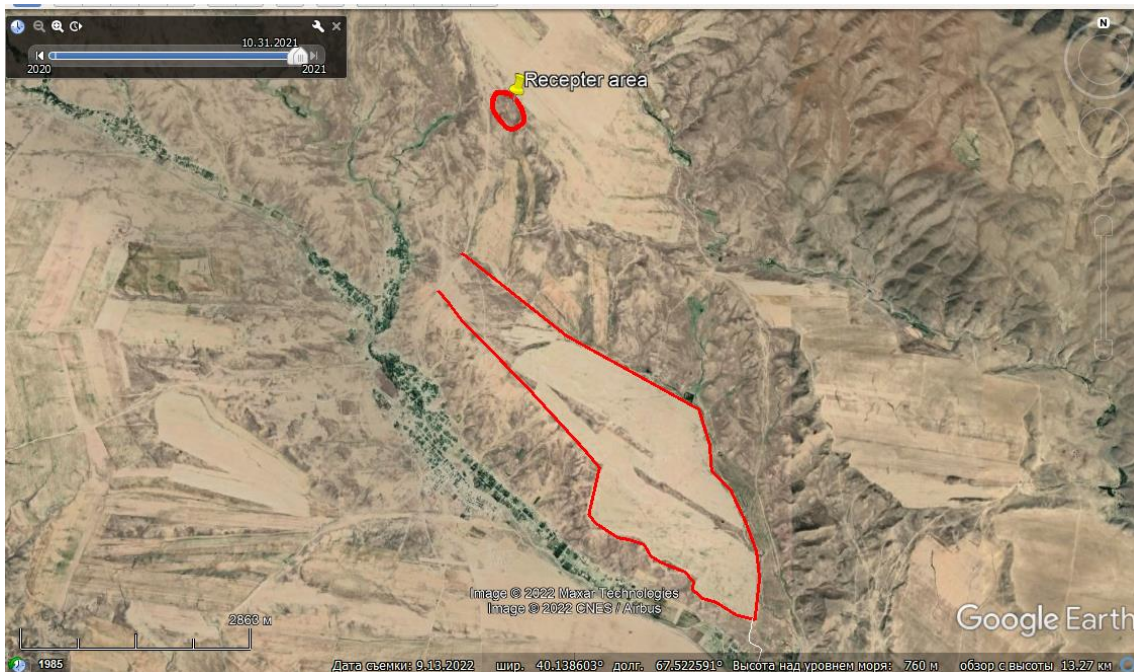 N
10.31.2021
2020
2021
Recepter area
Image © 2022 Maxar Technologies
Image © 2022 CNES / Airbus
Google Earth
2863 м
1985
Дата съемки: 9.13.2022 шир. 40.138603° долг. 67.522591° Высота над уровнем моря: 760 м обзор с высоты 13.27 км